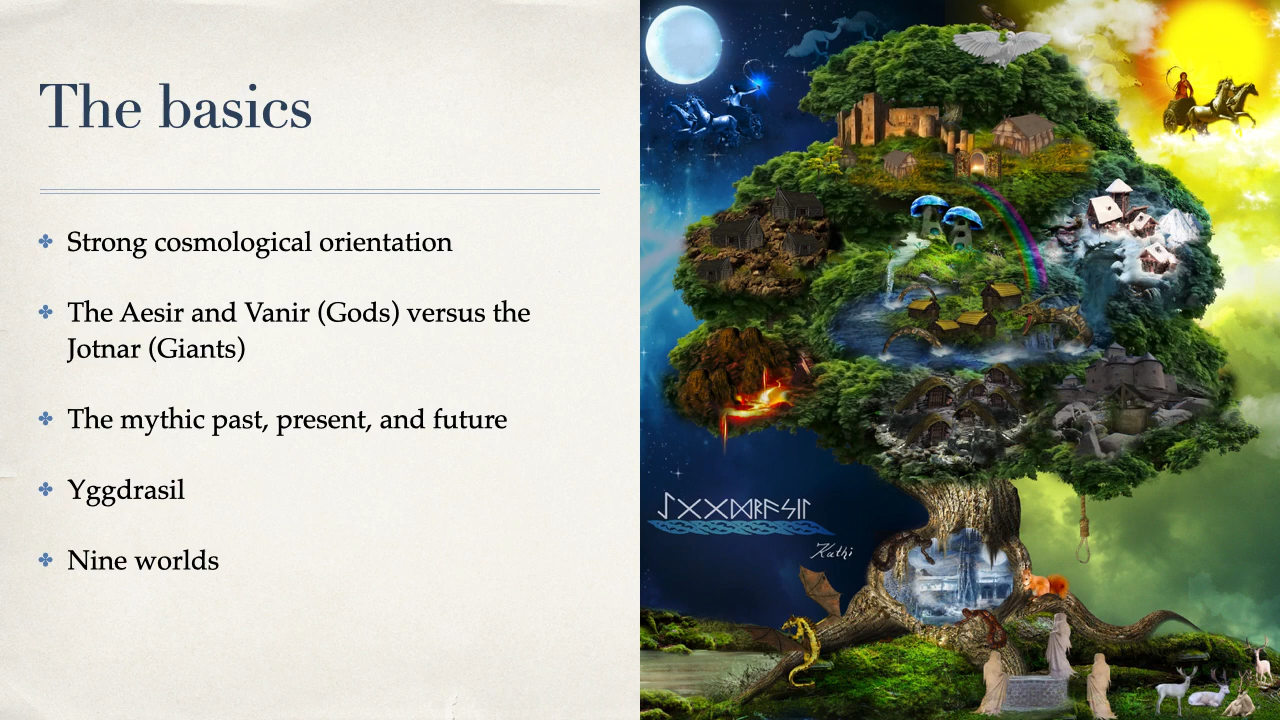 The basics
Strong cosmological orientation
The Aesir and Vanir (Gods) versus the
Jotnar (Giants)
The mythic past, present, and future
Yggdrasil
Nine worlds
ᛇᚷᚷᛞᚱᚨᛊᛁᛚ
Kathi